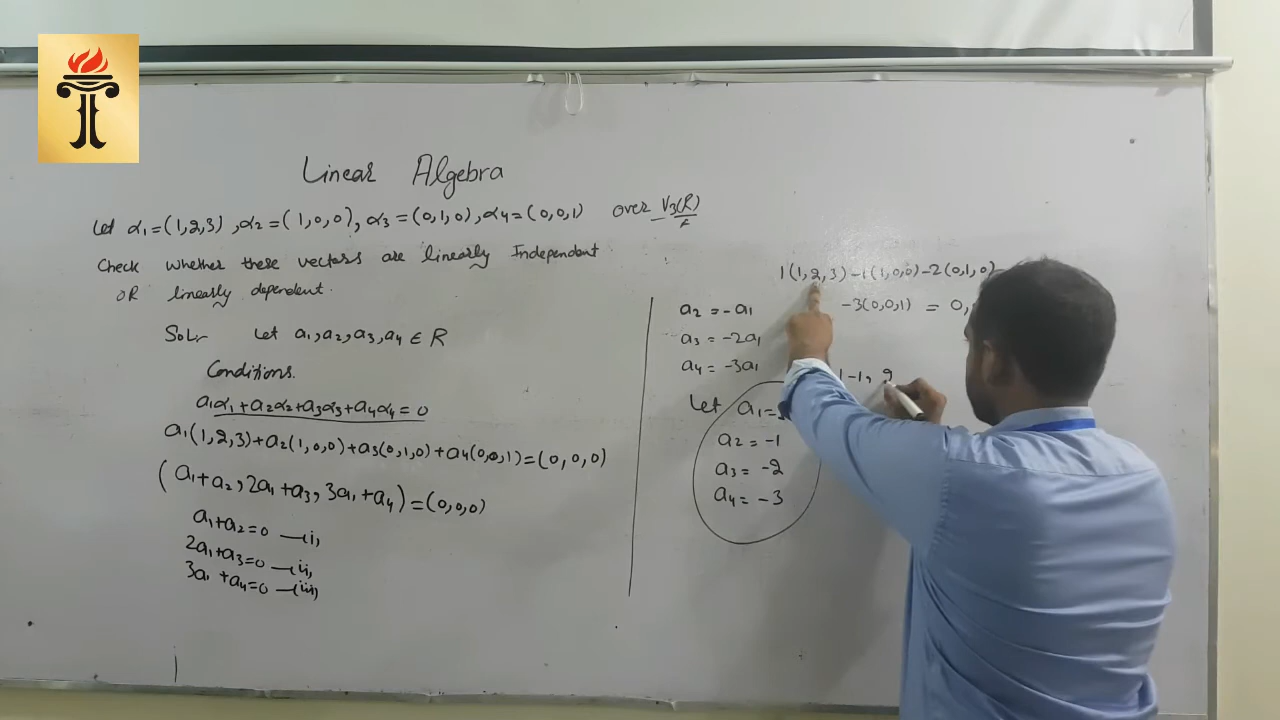 Linear Algebra
Let α1=(1,2,3), α2=(1,0,0), α3=(0,1,0), α4=(0,0,1) over V3(R)/F
Check whether these vectors are linearly Independent
OR linearly dependent.
Sol:- Let a1,a2,a3,a4 ∈ R
Conditions.
a1α1+a2α2+a3α3+a4α4=0
a1(1,2,3)+a2(1,0,0)+a3(0,1,0)+a4(0,0,1)=(0,0,0)
(a1+a2, 2a1+a3, 3a1+a4)=(0,0,0)
a1+a2=0 —(i)
2a1+a3=0 —(ii)
3a1+a4=0 —(iii)
a2=-a1
a3=-2a1
a4=-3a1
Let a1=
a2=-1
a3=-2
a4=-3
1(1,2,3)-1(1,0,0)-2(0,1,0)
-3(0,0,1) = 0,
1-1, 2